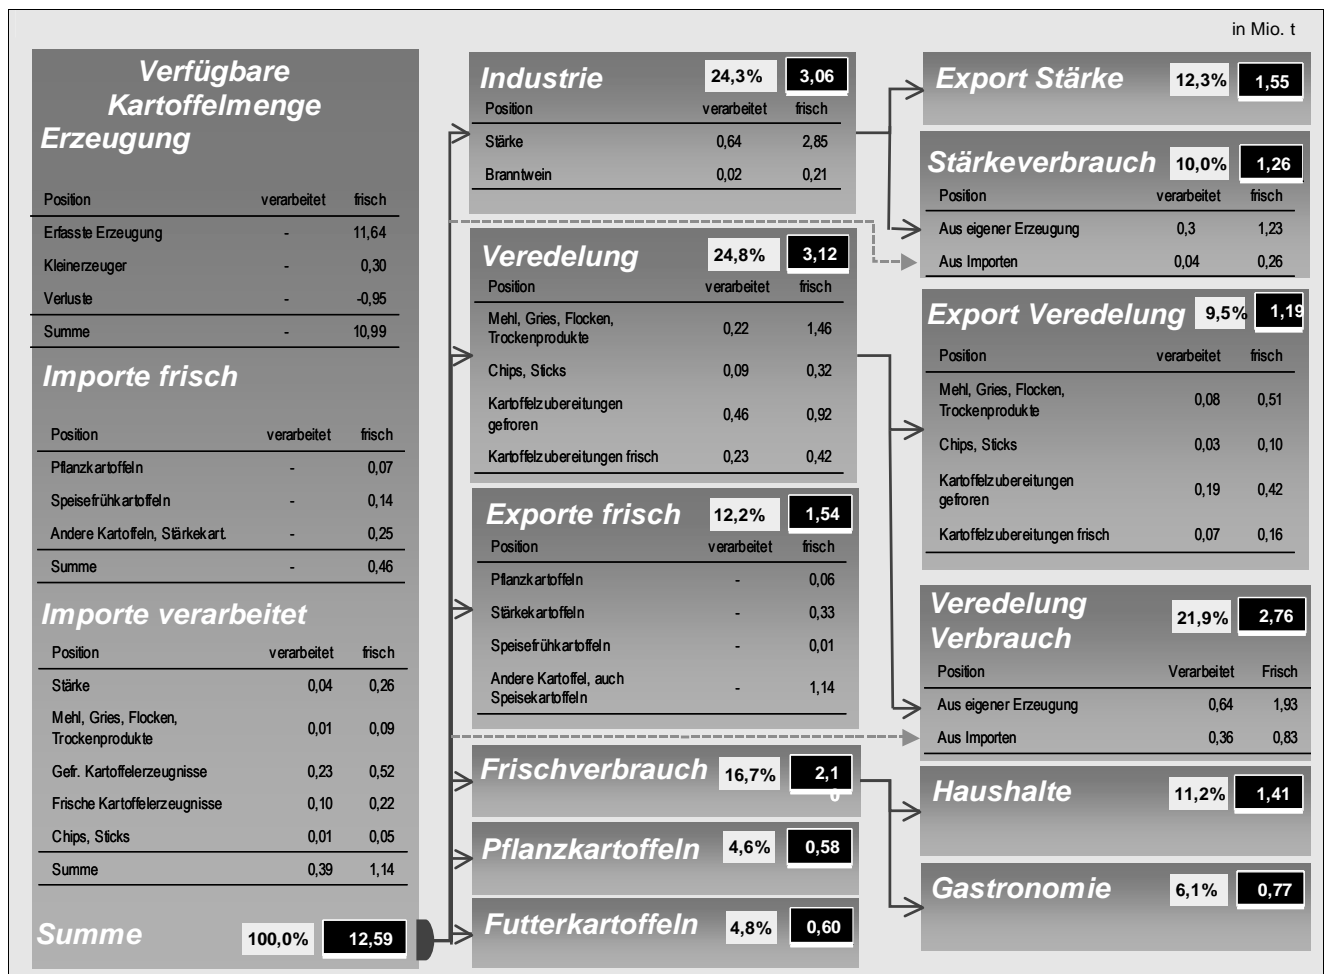 in Mio. t
Verfügbare
Kartoffelmenge
Erzeugung
Position verarbeitet frisch
Erfasste Erzeugung - 11,64
Kleinerzeuger - 0,30
Verluste - -0,95
Summe - 10,99
Importe frisch
Position verarbeitet frisch
Pflanzkartoffeln - 0,07
Speisefrühkartoffeln - 0,14
Andere Kartoffeln, Stärkekart. - 0,25
Summe - 0,46
Importe verarbeitet
Position verarbeitet frisch
Stärke 0,04 0,26
Mehl, Gries, Flocken,
Trockenprodukte 0,01 0,09
Gefr. Kartoffelerzeugnisse 0,23 0,52
Frische Kartoffelerzeugnisse 0,10 0,22
Chips, Sticks 0,01 0,05
Summe 0,39 1,14
Summe 100,0% 12,59
Industrie 24,3% 3,06
Position verarbeitet frisch
Stärke 0,64 2,85
Branntwein 0,02 0,21
Veredelung 24,8% 3,12
Position verarbeitet frisch
Mehl, Gries, Flocken,
Trockenprodukte 0,22 1,46
Chips, Sticks 0,09 0,32
Kartoffelzubereitungen
gefroren 0,46 0,92
Kartoffelzubereitungen frisch 0,23 0,42
Exporte frisch 12,2% 1,54
Position verarbeitet frisch
Pflanzkartoffeln - 0,06
Stärkekartoffeln - 0,33
Speisefrühkartoffeln - 0,01
Andere Kartoffel, auch
Speisekartoffeln - 1,14
Frischverbrauch 16,7% 2,1
0
Pflanzkartoffeln 4,6% 0,58
Futterkartoffeln 4,8% 0,60
Export Stärke 12,3% 1,55
Stärkeverbrauch 10,0% 1,26
Position verarbeitet frisch
Aus eigener Erzeugung 0,3 1,23
Aus Importen 0,04 0,26
Export Veredelung 9,5% 1,19
Position verarbeitet frisch
Mehl, Gries, Flocken,
Trockenprodukte 0,08 0,51
Chips, Sticks 0,03 0,10
Kartoffelzubereitungen
gefroren 0,19 0,42
Kartoffelzubereitungen frisch 0,07 0,16
Veredelung
Verbrauch 21,9% 2,76
Position Verarbeitet Frisch
Aus eigener Erzeugung 0,64 1,93
Aus Importen 0,36 0,83
Haushalte 11,2% 1,41
Gastronomie 6,1% 0,77